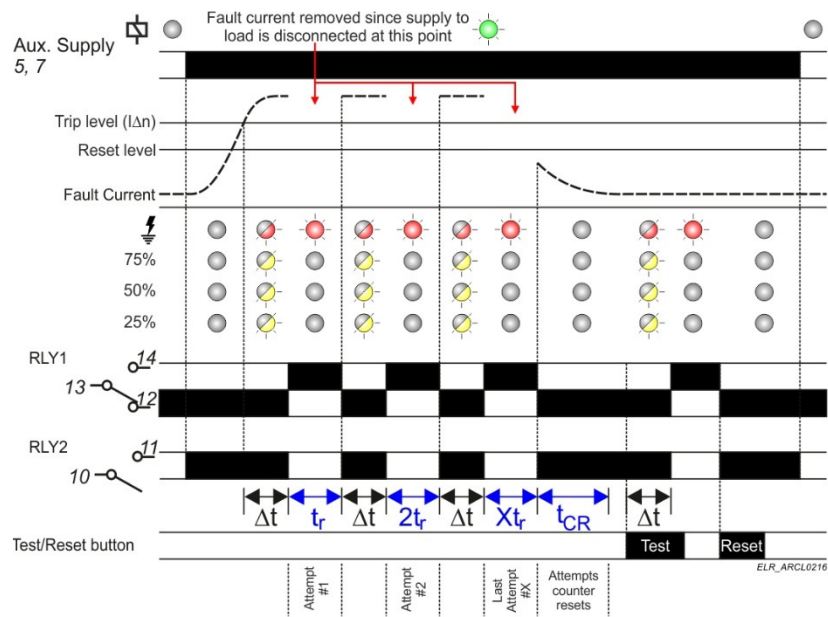 Fault current removed since supply to
load is disconnected at this point
Aux. Supply
5, 7
Trip level (IΔn)
Reset level
Fault Current
75%
50%
25%
RLY1
14
13
12
RLY2
11
10
Δt
tr
Δt
2tr
Δt
Xtr
tCR
Δt
Test/Reset button
Test
Reset
ELR_ARCL0216
Attempt
#1
Attempt
#2
Last
Attempt
#X
Attempts
counter
resets